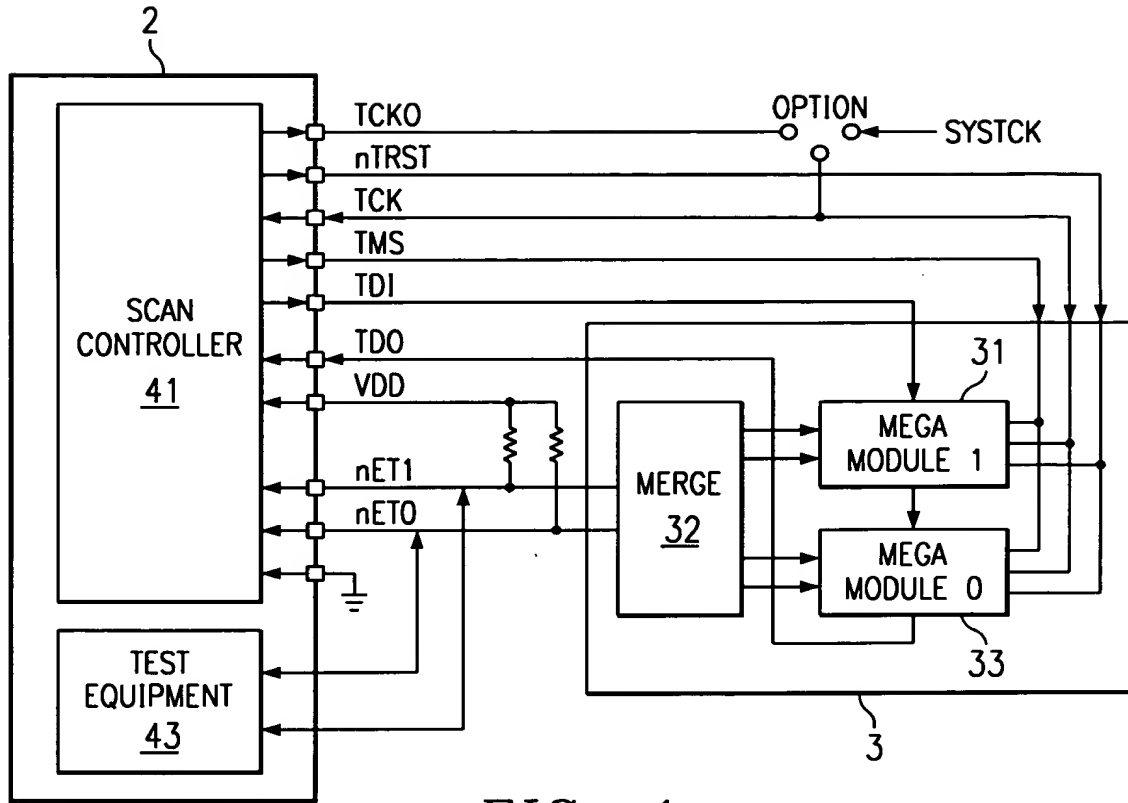 2
TCKO
OPTION
SYSTCK
nTRST
TCK
TMS
TDI
SCAN
CONTROLLER
41
TDO
VDD
nET1
nET0
31
MEGA
MODULE 1
MERGE
32
MEGA
MODULE 0
33
3
TEST
EQUIPMENT
43